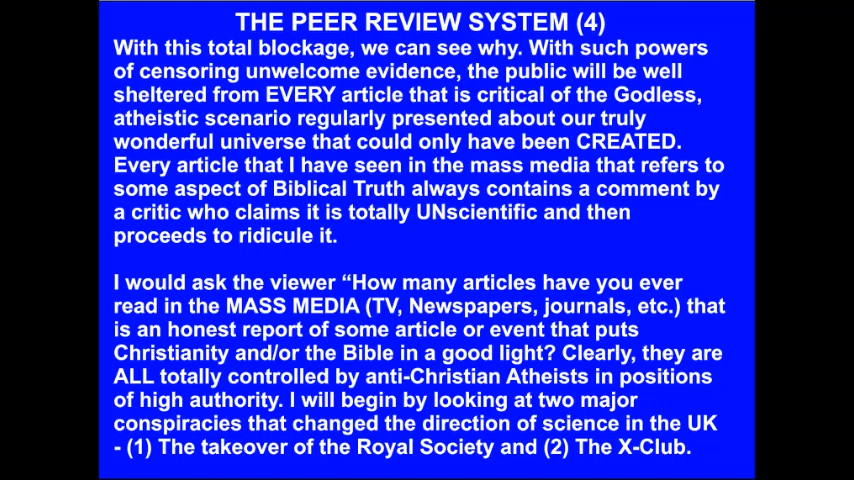 THE PEER REVIEW SYSTEM (4)
With this total blockage, we can see why. With such powers
of censoring unwelcome evidence, the public will be well
sheltered from EVERY article that is critical of the Godless,
atheistic scenario regularly presented about our truly
wonderful universe that could only have been CREATED.
Every article that I have seen in the mass media that refers to
some aspect of Biblical Truth always contains a comment by
a critic who claims it is totally UNscientific and then
proceeds to ridicule it.
I would ask the viewer “How many articles have you ever
read in the MASS MEDIA (TV, Newspapers, journals, etc.) that
is an honest report of some article or event that puts
Christianity and/or the Bible in a good light? Clearly, they are
ALL totally controlled by anti-Christian Atheists in positions
of high authority. I will begin by looking at two major
conspiracies that changed the direction of science in the UK
- (1) The takeover of the Royal Society and (2) The X-Club.